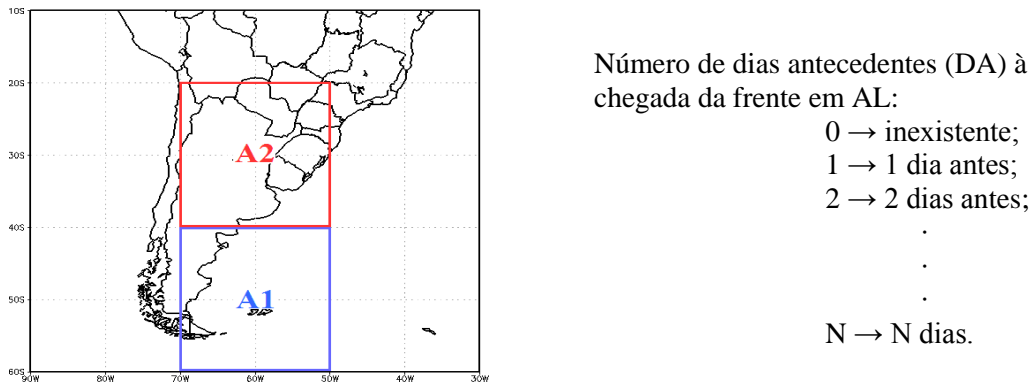 10S
20S
30S
40S
50S
60S
90W 80W 70W 60W 50W 40W 30W
A2
A1
Número de dias antecedentes (DA) à
chegada da frente em AL:
0 → inexistente;
1 → 1 dia antes;
2 → 2 dias antes;
.
.
.
N → N dias.